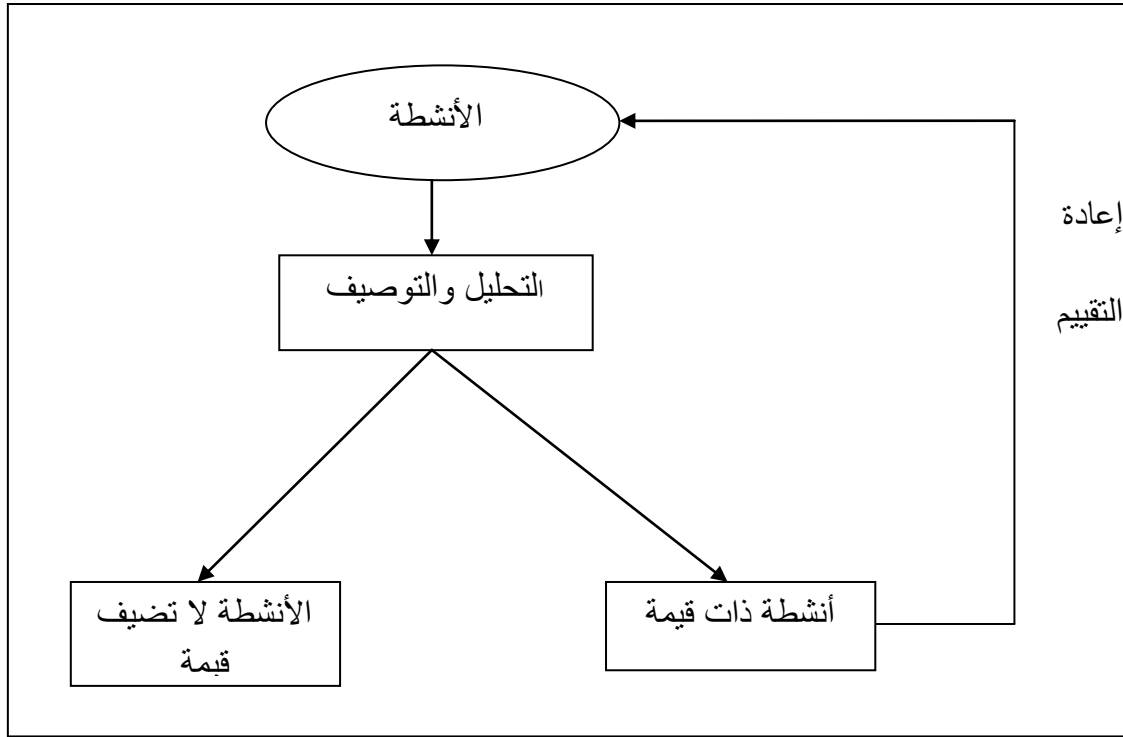 الأنشطة
إعادة
التقييم
التحليل والتوصيف
أنشطة ذات قيمة
الأنشطة لا تضيف
قيمة